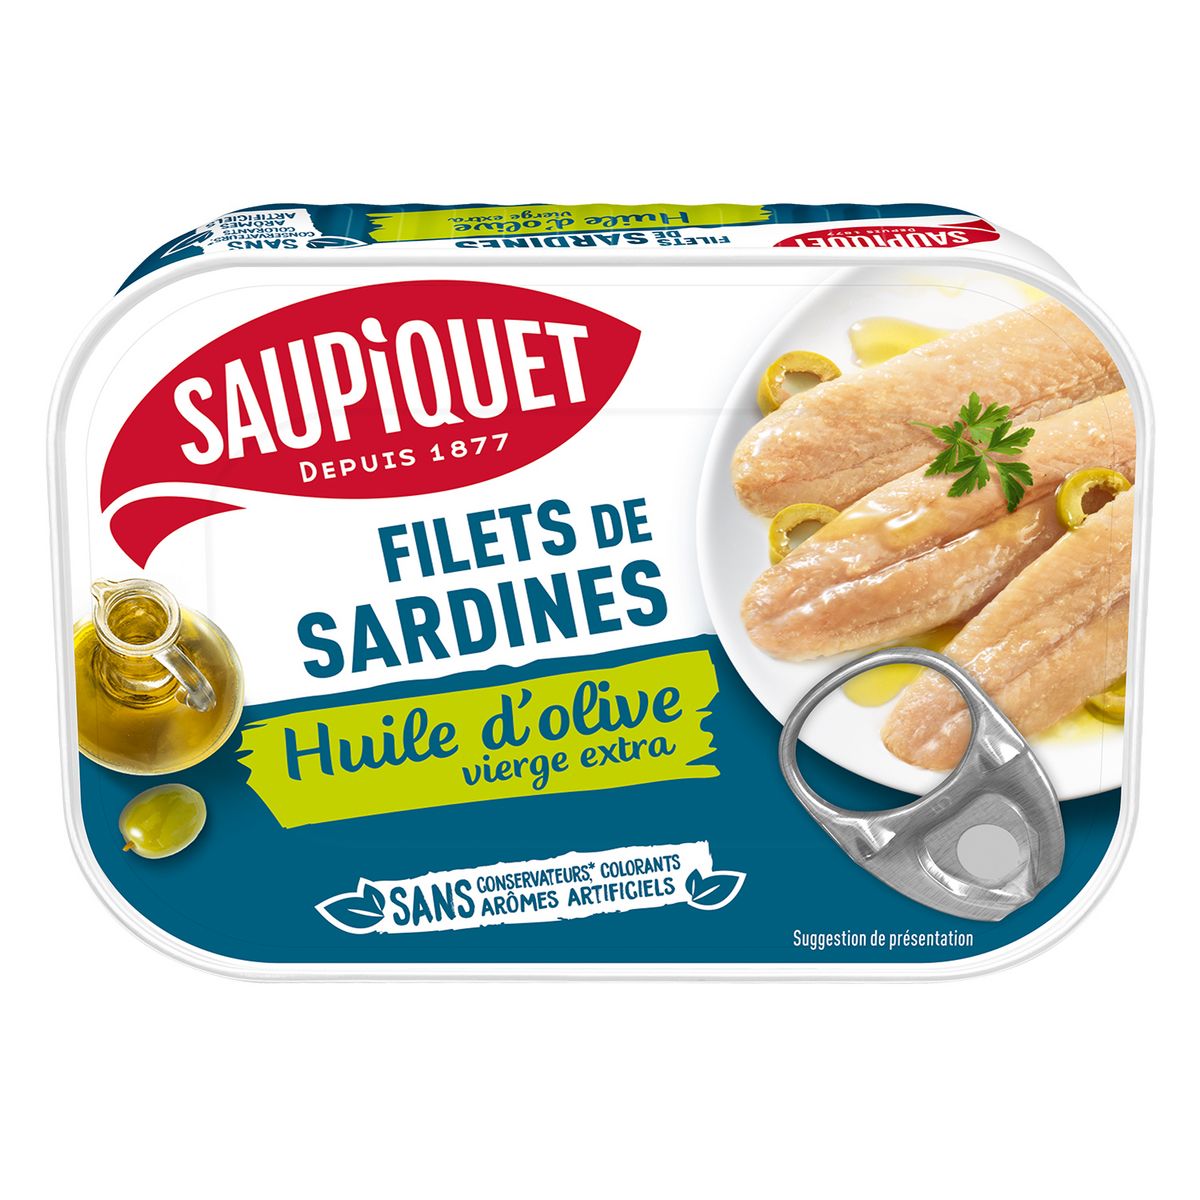 SANS
CONSERVATEURS,*
COLORANTS
ARÔMES
ARTIFICIELS
Huile d'olive
vierge extra
FILETS
DE SARDINES
SAUPIQUET
DEPUIS 1877
SAUPiQUET
DEPUIS 1877
FILETS DE
SARDINES
Huile d'olive
vierge extra
SANS CONSERVATEURS,* COLORANTS
ARÔMES ARTIFICIELS
Suggestion de présentation